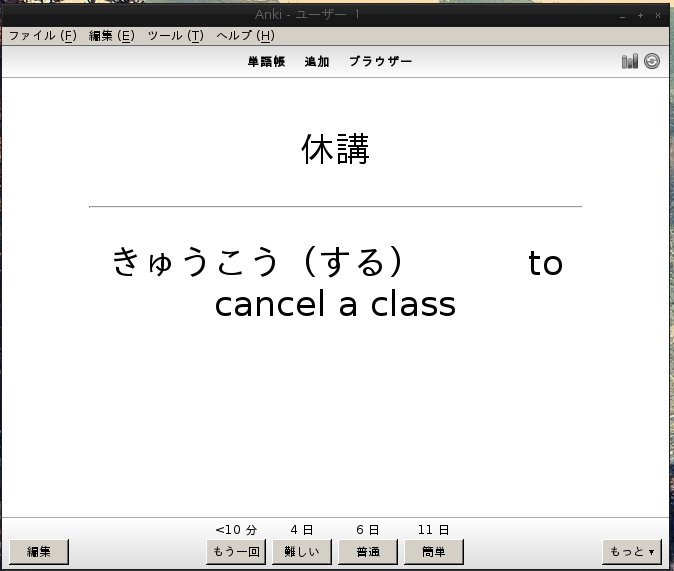 Anki - ユーザー 1
ファイル (F) 編集 (E) ツール (T) ヘルプ (H)
単語帳 追加 ブラウザー
休講
きゅうこう（する） to
cancel a class
<10 分 4 日 6 日 11 日
編集 もう一回 難しい 普通 簡単 もっと ▾